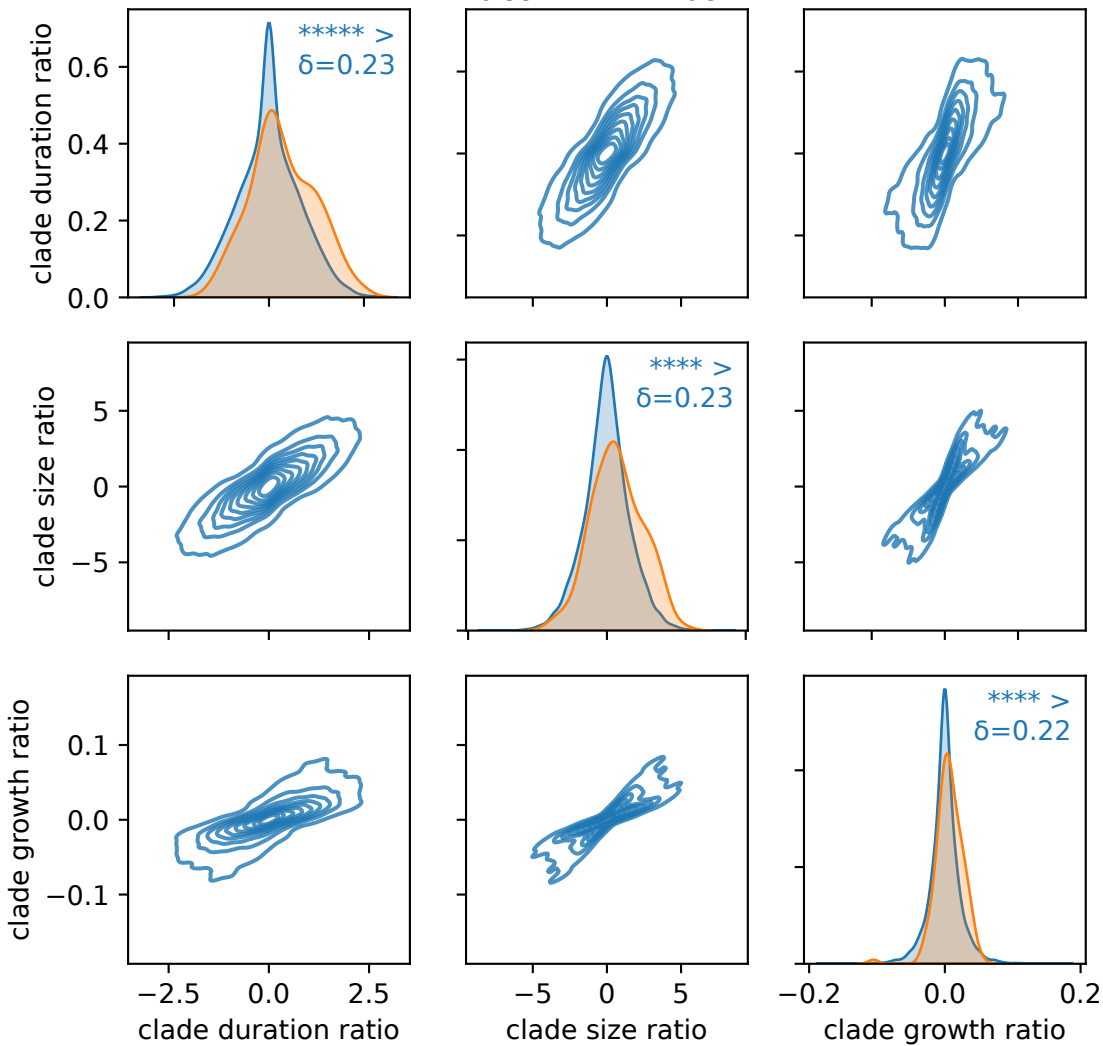 clade duration ratio
0.6
0.4
0.2
0.0
***** >
δ=0.23
clade size ratio
5
0
−5
**** >
δ=0.23
clade growth ratio
0.1
0.0
−0.1
**** >
δ=0.22
−2.5
0.0
2.5
clade duration ratio
−5
0
5
clade size ratio
−0.2
0.0
0.2
clade growth ratio